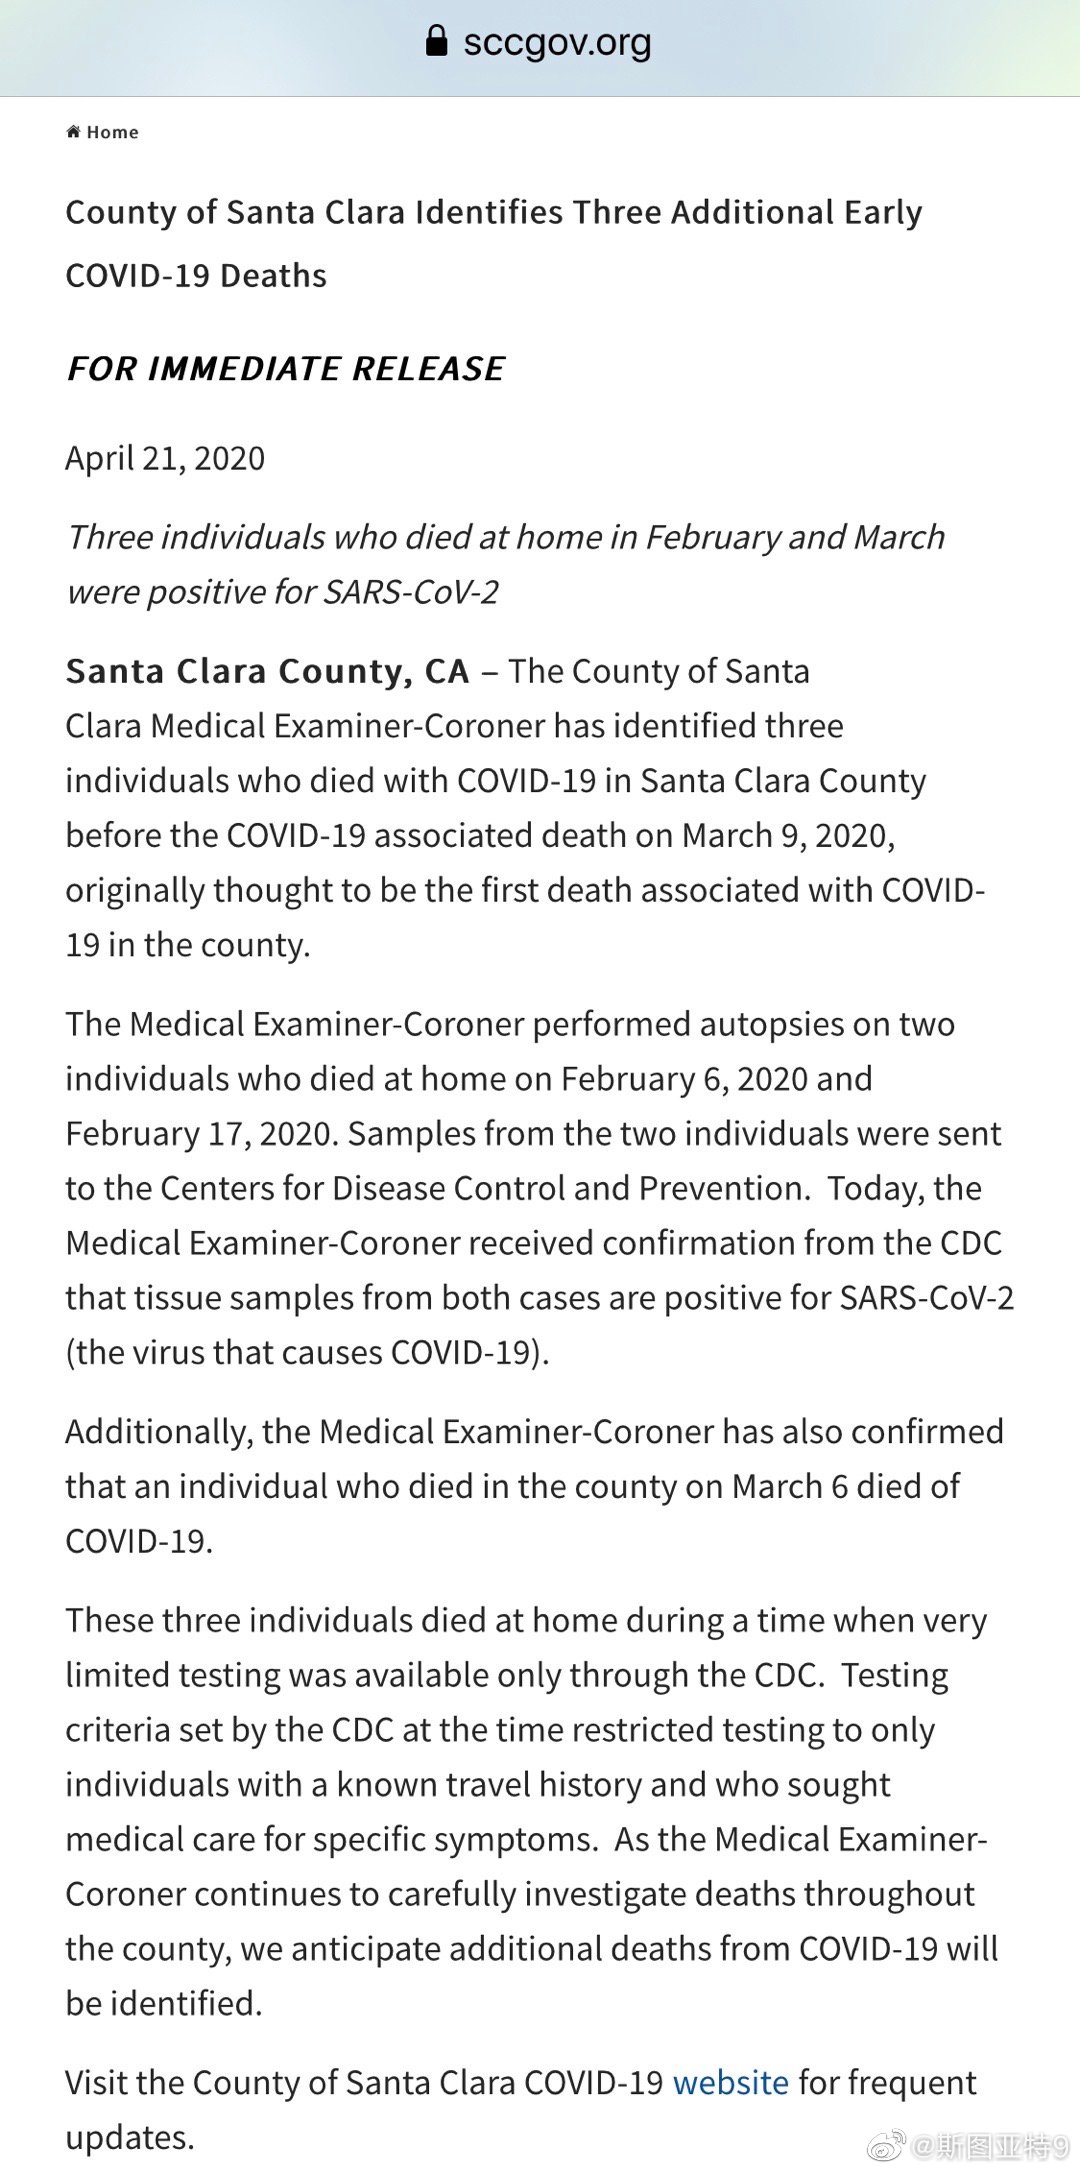 sccgov.org
Home
County of Santa Clara Identifies Three Additional Early
COVID-19 Deaths
FOR IMMEDIATE RELEASE
April 21, 2020
Three individuals who died at home in February and March
were positive for SARS-CoV-2
Santa Clara County, CA – The County of Santa
Clara Medical Examiner-Coroner has identified three
individuals who died with COVID-19 in Santa Clara County
before the COVID-19 associated death on March 9, 2020,
originally thought to be the first death associated with COVID-
19 in the county.
The Medical Examiner-Coroner performed autopsies on two
individuals who died at home on February 6, 2020 and
February 17, 2020. Samples from the two individuals were sent
to the Centers for Disease Control and Prevention.  Today, the
Medical Examiner-Coroner received confirmation from the CDC
that tissue samples from both cases are positive for SARS-CoV-2
(the virus that causes COVID-19).
Additionally, the Medical Examiner-Coroner has also confirmed
that an individual who died in the county on March 6 died of
COVID-19.
These three individuals died at home during a time when very
limited testing was available only through the CDC.  Testing
criteria set by the CDC at the time restricted testing to only
individuals with a known travel history and who sought
medical care for specific symptoms.  As the Medical Examiner-
Coroner continues to carefully investigate deaths throughout
the county, we anticipate additional deaths from COVID-19 will
be identified.
Visit the County of Santa Clara COVID-19 website for frequent
updates.
@斯图亚特9